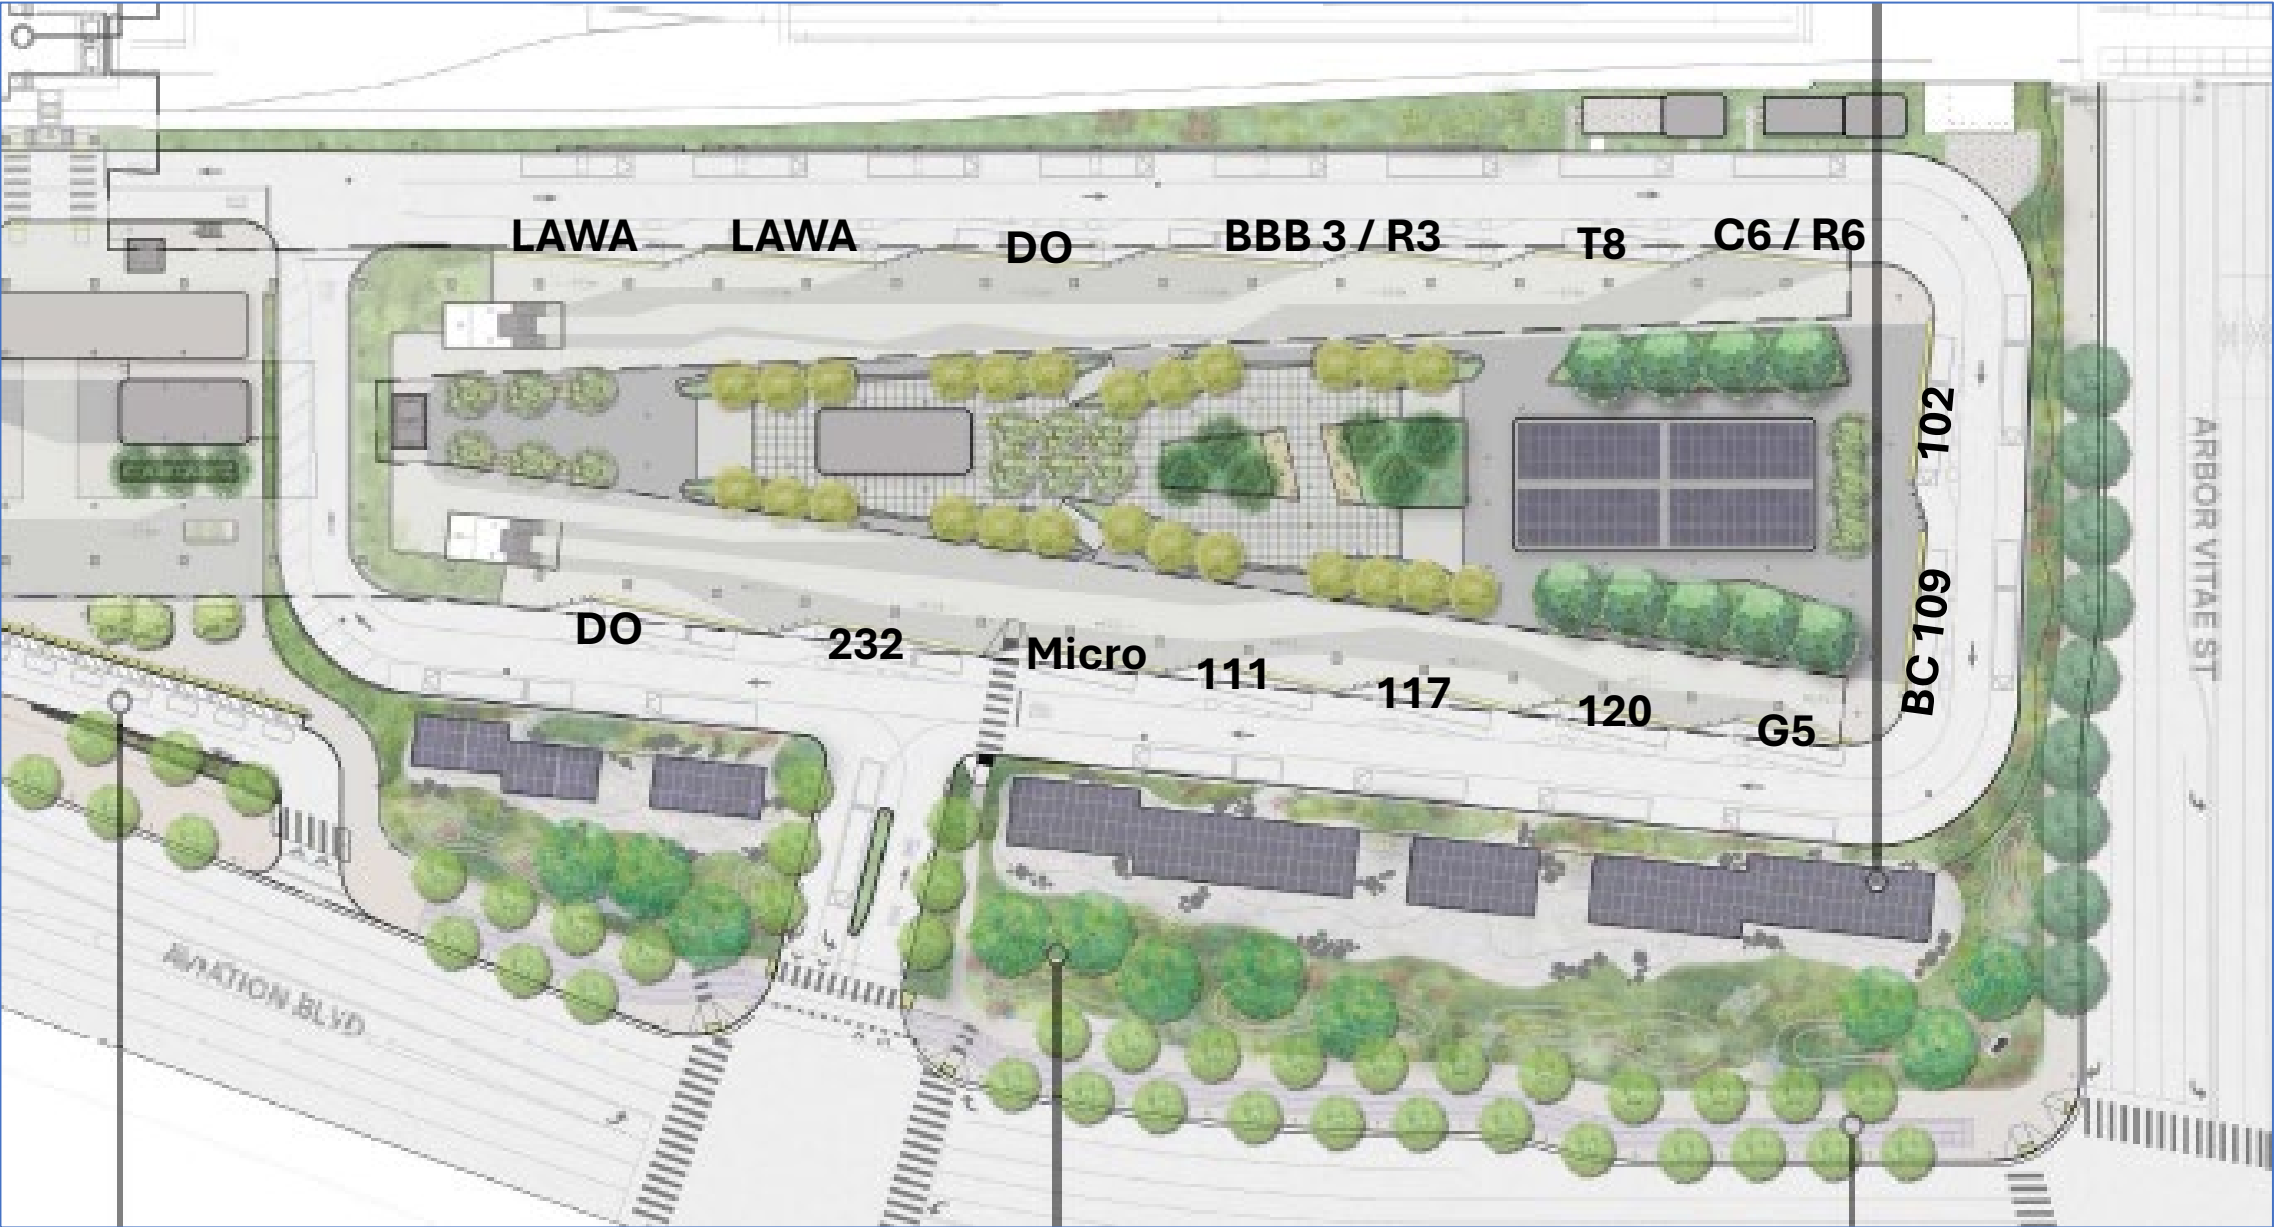 LAWA LAWA DO BBB 3 / R3 T8 C6 / R6
102
BC 109
DO 232 Micro 111 117 120 G5
ARBOR VITAE ST
AVIATION BLVD